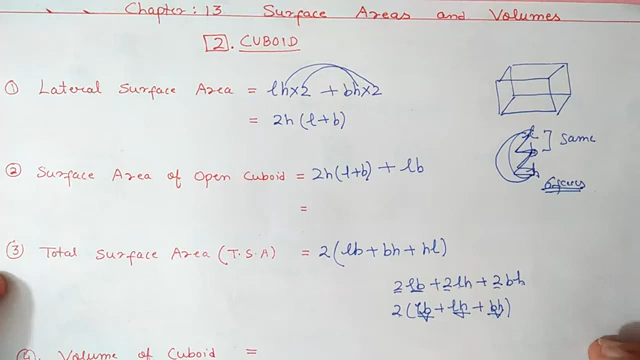 Chapter: 13 Surface Areas and Volumes
2. CUBOID
① Lateral Surface Area = lh×2 + bh×2
= 2h(l+b)
l
b
h
same
② Surface Area of Open Cuboid = 2h(l+b) + lb
=
③ Total Surface Area (T.S.A) = 2(lb + bh + hl)
2lb + 2lh + 2bh
2(lb + lh + bh)
④ Volume of Cuboid =